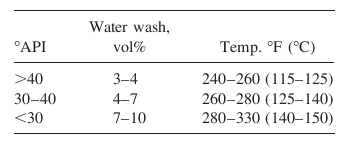 Water wash,
°API vol% Temp. °F (°C)
>40 3–4 240–260 (115–125)
30–40 4–7 260–280 (125–140)
<30 7–10 280–330 (140–150)